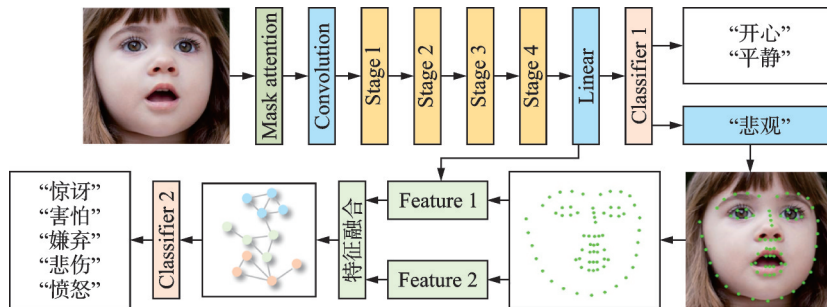 Mask attention
Convolution
Stage 1
Stage 2
Stage 3
Stage 4
Linear
Classifier 1
“开心”
“平静”
“悲观”
“惊讶”
“害怕”
“嫌弃”
“悲伤”
“愤怒”
Classifier 2
特征融合
Feature 1
Feature 2